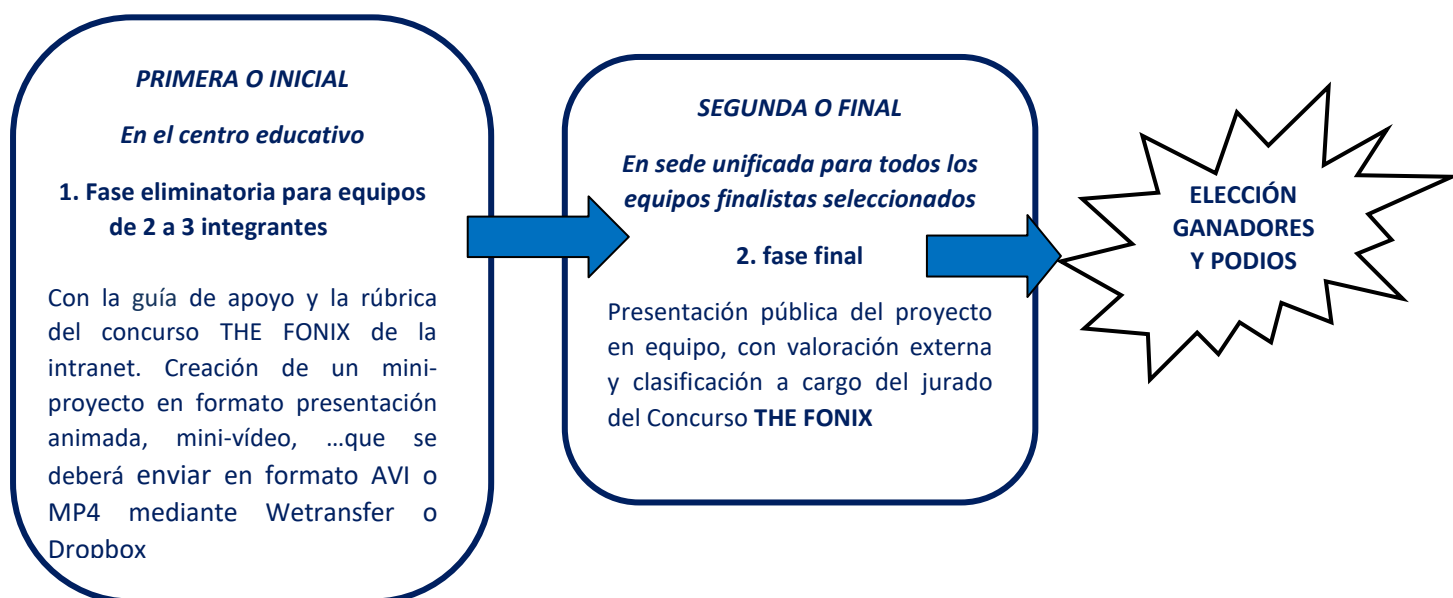 PRIMERA O INICIAL
En el centro educativo
1. Fase eliminatoria para equipos
de 2 a 3 integrantes
Con la guía de apoyo y la rúbrica
del concurso THE FONIX de la
intranet. Creación de un mini-
proyecto en formato presentación
animada, mini-vídeo, ...que se
deberá enviar en formato AVI o
MP4 mediante Wetransfer o
Dropbox
SEGUNDA O FINAL
En sede unificada para todos los
equipos finalistas seleccionados
2. fase final
Presentación pública del proyecto
en equipo, con valoración externa
y clasificación a cargo del jurado
del Concurso THE FONIX
ELECCIÓN
GANADORES
Y PODIOS